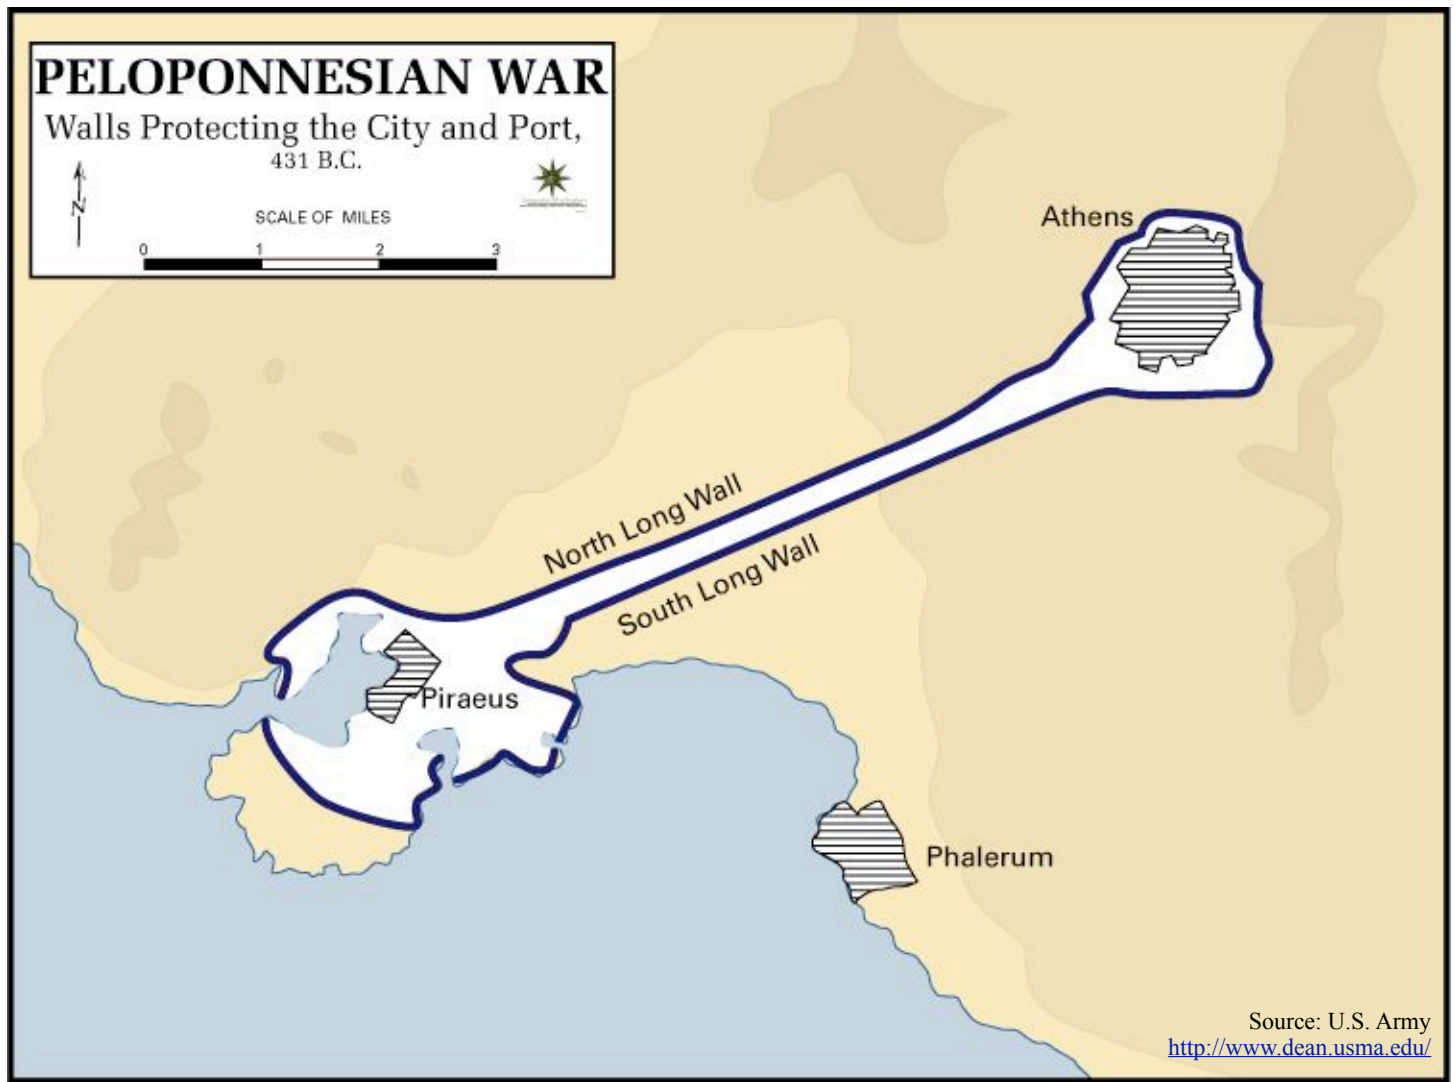 PELOPONNESIAN WAR
Walls Protecting the City and Port,
431 B.C.
N
SCALE OF MILES
0 1 2 3
Athens
North Long Wall
South Long Wall
Piraeus
Phalerum
Source: U.S. Army
http://www.dean.usma.edu/